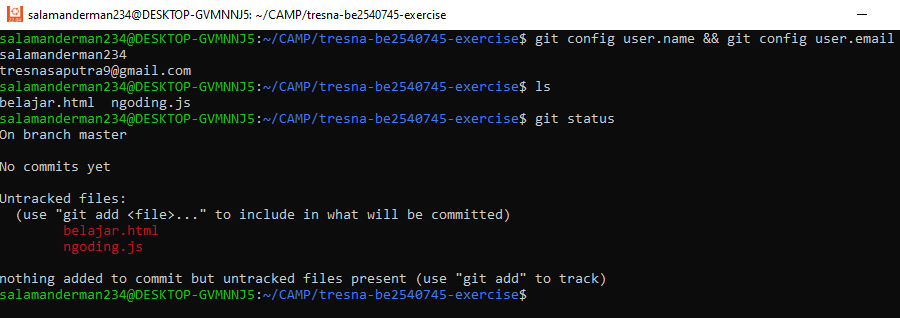 salamanderman234@DESKTOP-GVMNNJ5: ~/CAMP/tresna-be2540745-exercise
salamanderman234@DESKTOP-GVMNNJ5:~/CAMP/tresna-be2540745-exercise$ git config user.name && git config user.email
salamanderman234
tresnasaputra9@gmail.com
salamanderman234@DESKTOP-GVMNNJ5:~/CAMP/tresna-be2540745-exercise$ ls
belajar.html  ngoding.js
salamanderman234@DESKTOP-GVMNNJ5:~/CAMP/tresna-be2540745-exercise$ git status
On branch master
No commits yet
Untracked files:
  (use "git add <file>..." to include in what will be committed)
        belajar.html
        ngoding.js
nothing added to commit but untracked files present (use "git add" to track)
salamanderman234@DESKTOP-GVMNNJ5:~/CAMP/tresna-be2540745-exercise$